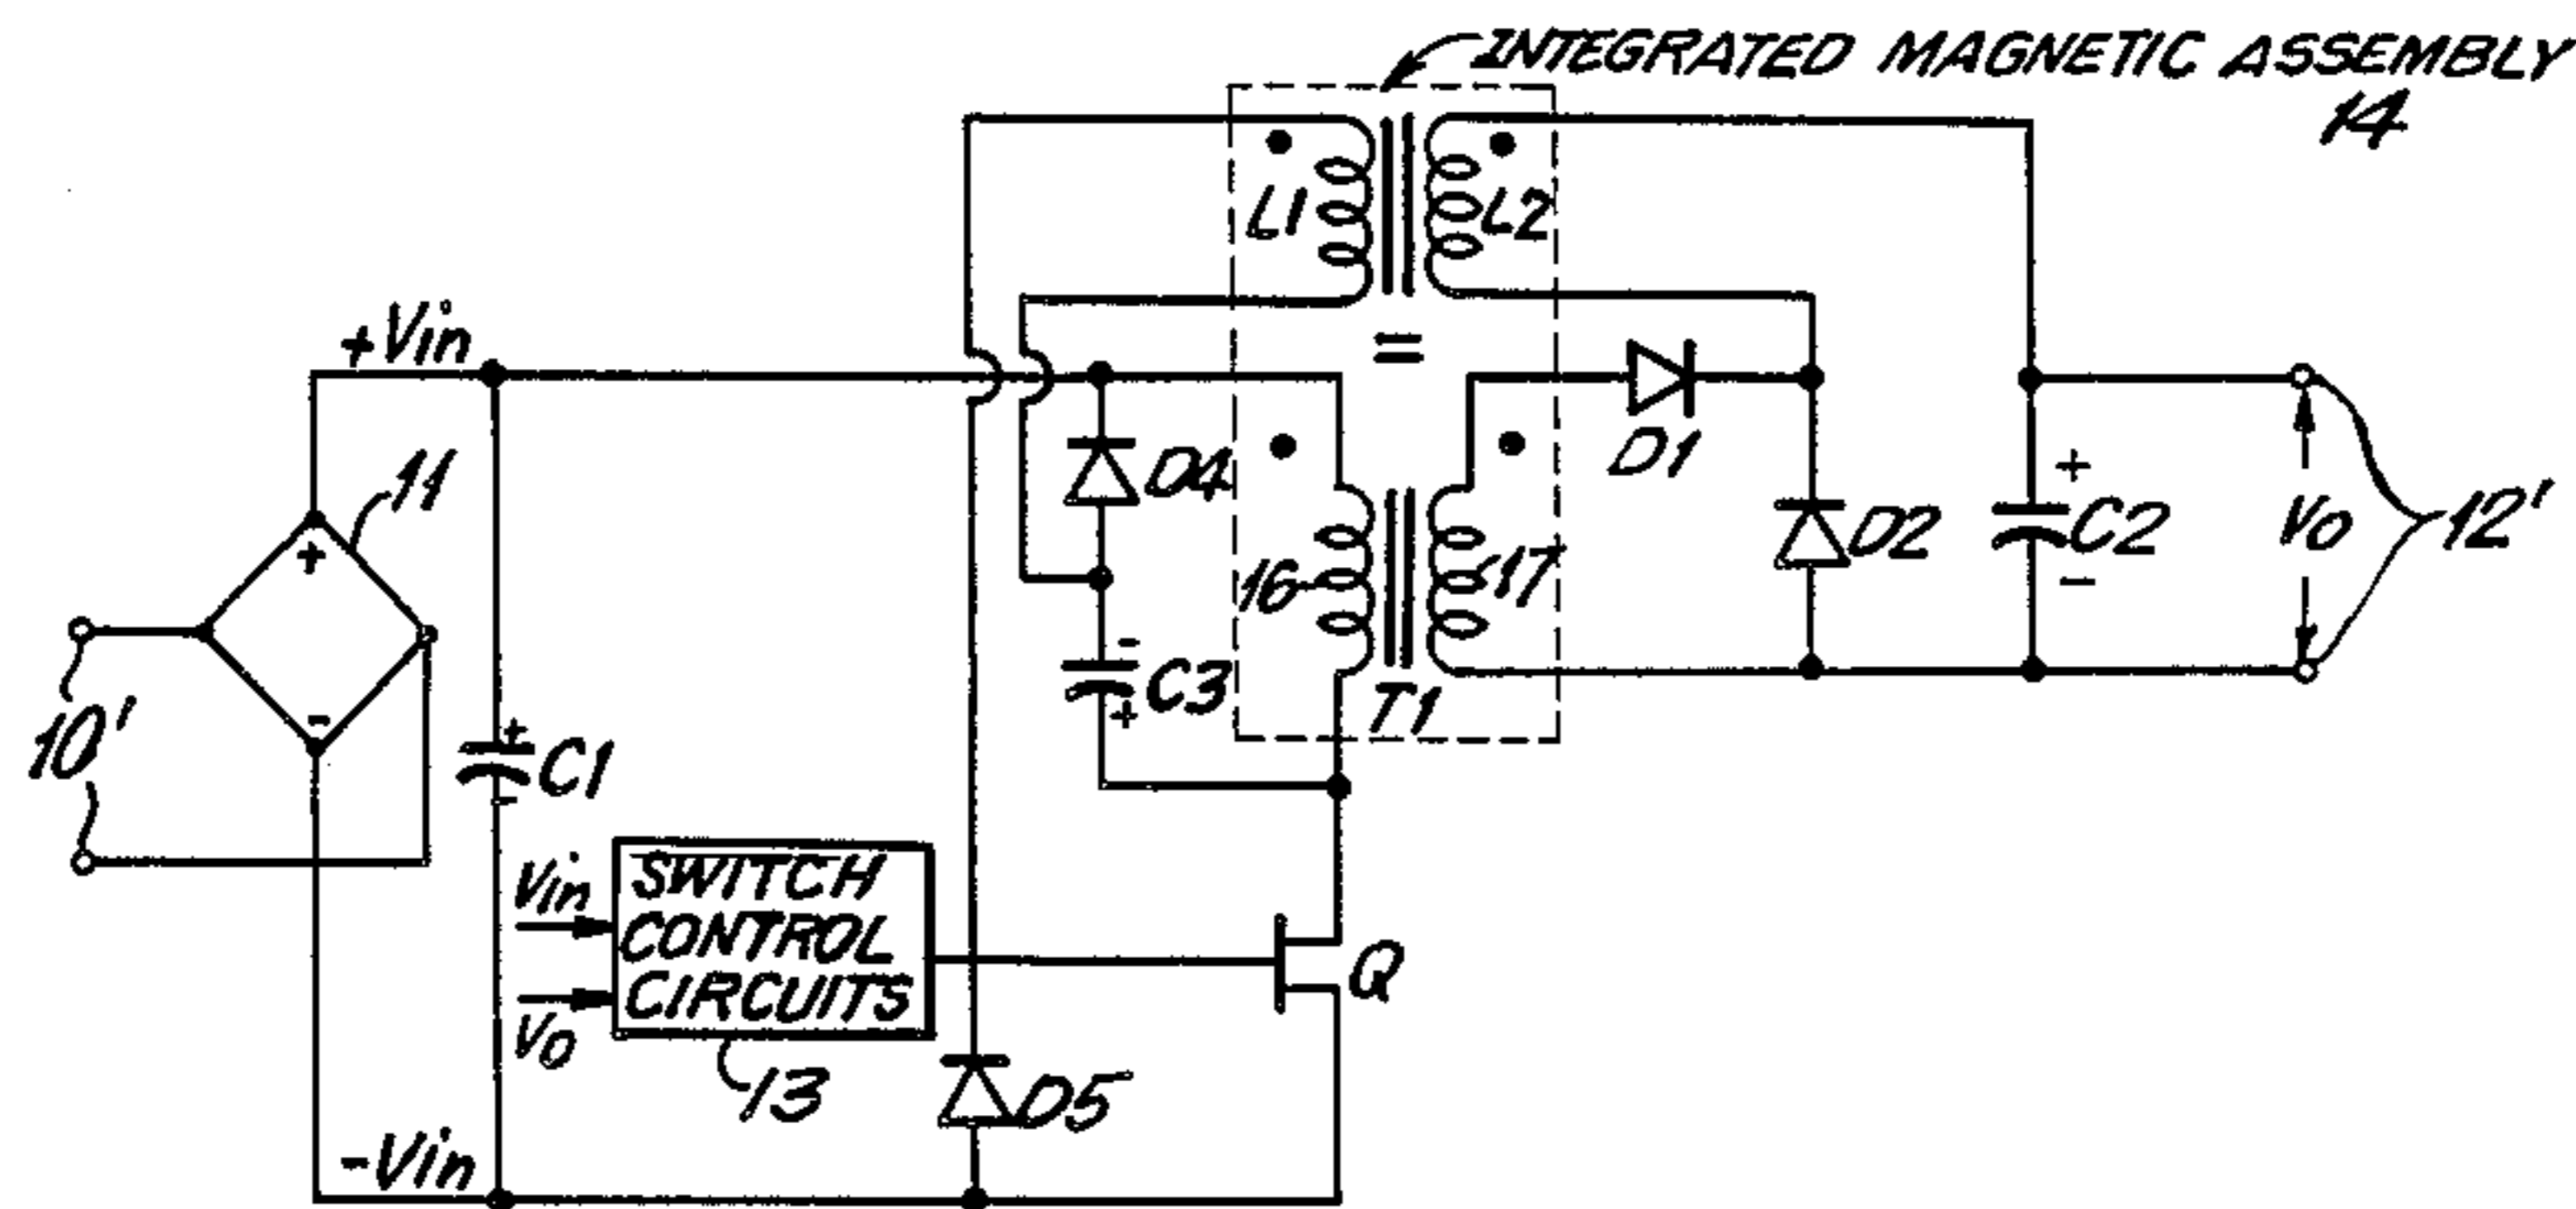 INTEGRATED MAGNETIC ASSEMBLY
14
L1
L2
+Vin
=
11
D4
D1
+
+
16
17
D2
C2
Vo
12'
-
10'
-
C3
+
T1
-
+
C1
-
Vin
SWITCH
CONTROL
CIRCUITS
Vo
Q
13
D5
-Vin